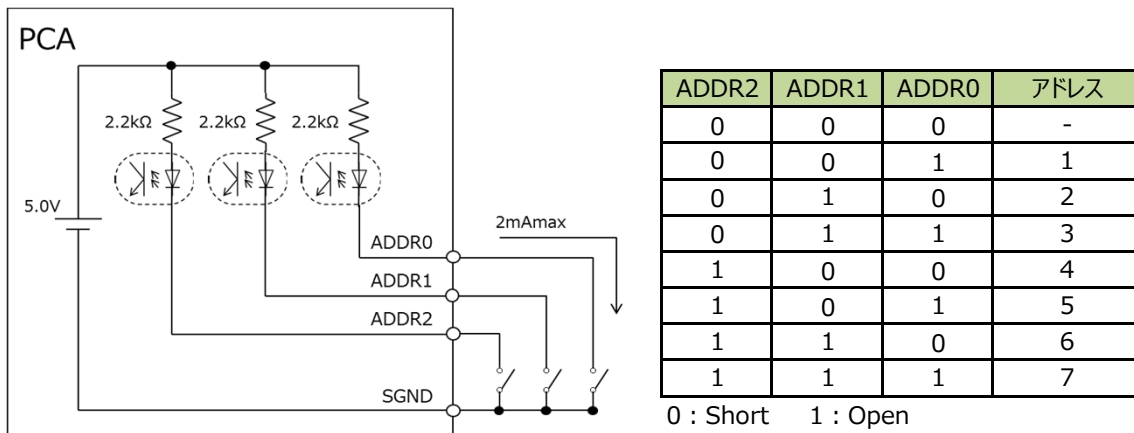 PCA
2.2kΩ 2.2kΩ 2.2kΩ
5.0V
ADDR0
ADDR1
ADDR2
SGND
2mAmax
ADDR2 ADDR1 ADDR0 アドレス
0 0 0 -
0 0 1 1
0 1 0 2
0 1 1 3
1 0 0 4
1 0 1 5
1 1 0 6
1 1 1 7
0：Short 1：Open